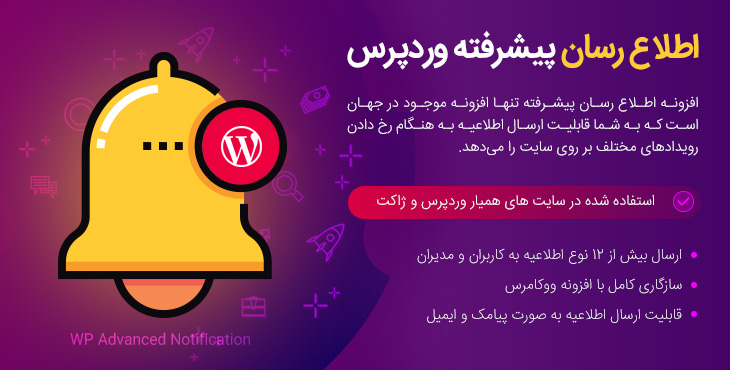 اطلاع رسان پیشرفته وردپرس
افزونه اطلاع رسان پیشرفته تنها افزونه موجود در جهان
است که به شما قابلیت ارسال اطلاعیه به هنگام رخ دادن
رویدادهای مختلف بر روی سایت را می‌دهد.
استفاده شده در سایت های همیار وردپرس و ژاکت
ارسال بیش از ۱۲ نوع اطلاعیه به کاربران و مدیران
سازگاری کامل با افزونه ووکامرس
قابلیت ارسال اطلاعیه به صورت پیامک و ایمیل
WP Advanced Notification